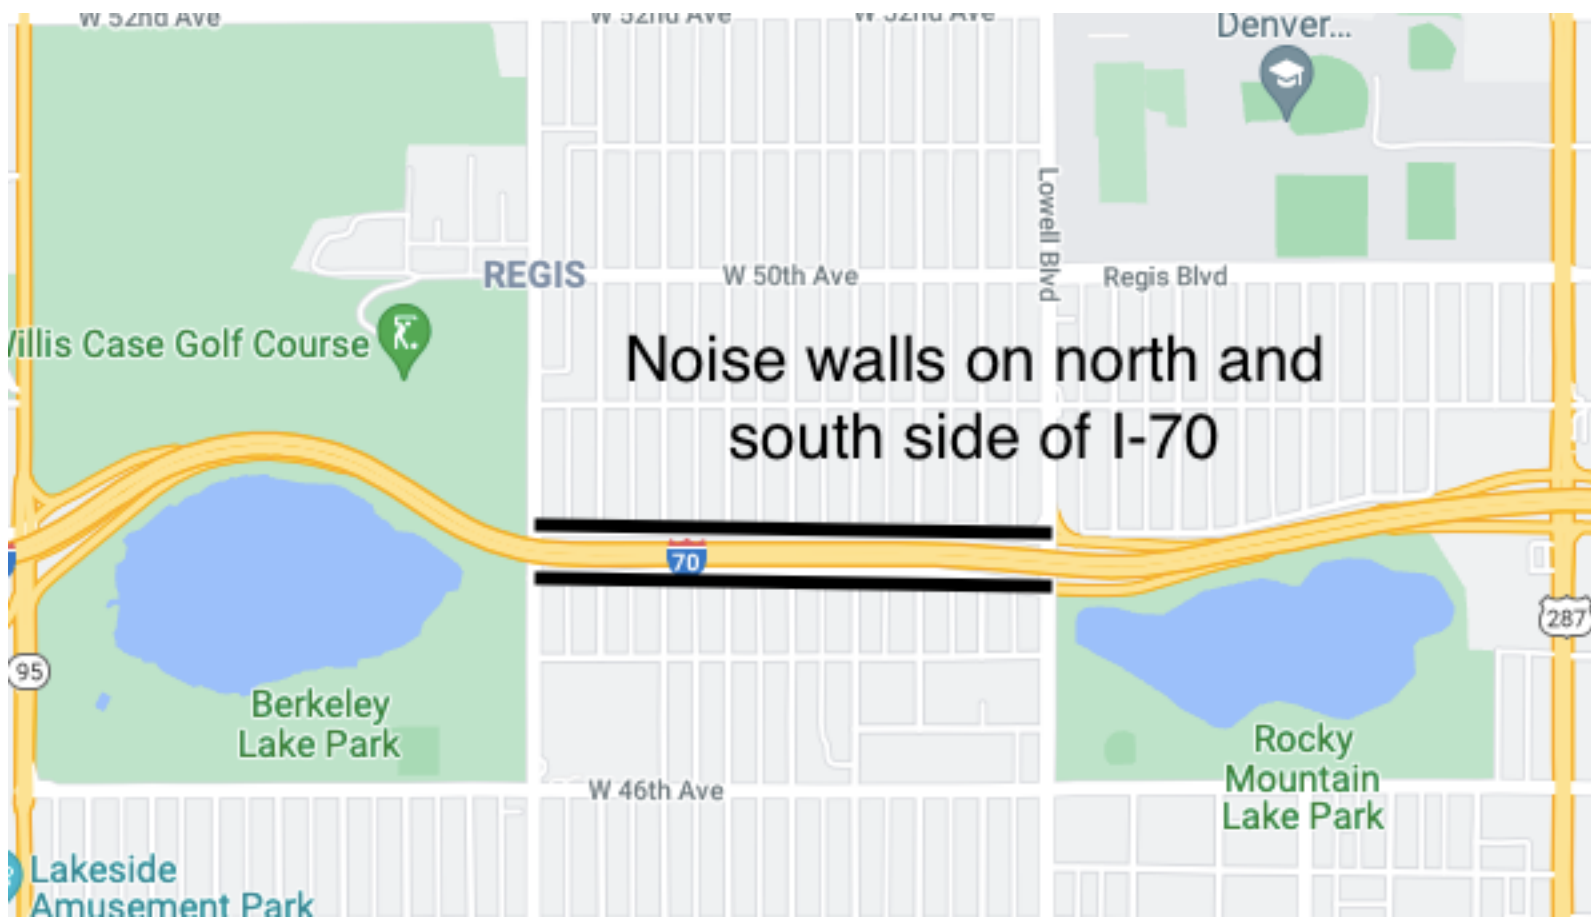 W 52nd Ave
W 52nd Ave
W 52nd Ave
Denver...
Lowell Blvd
REGIS
W 50th Ave
Regis Blvd
Willis Case Golf Course
Noise walls on north and
south side of I-70
70
287
95
Berkeley
Lake Park
Rocky
Mountain
Lake Park
W 46th Ave
Lakeside
Amusement Park